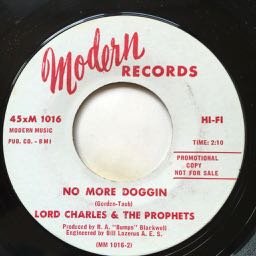 Modern
RECORDS
45xM 1016
MODERN MUSIC
PUB. CO. - BMI
HI-FI
TIME: 2:10
PROMOTIONAL
COPY
NOT FOR SALE
NO MORE DOGGIN
(Gordon-Taub)
LORD CHARLES & THE PROPHETS
Produced by R. A. "Bumps" Blackwell
Engineered by Bill Lazerus A. E. S.
(MM 1016-2)